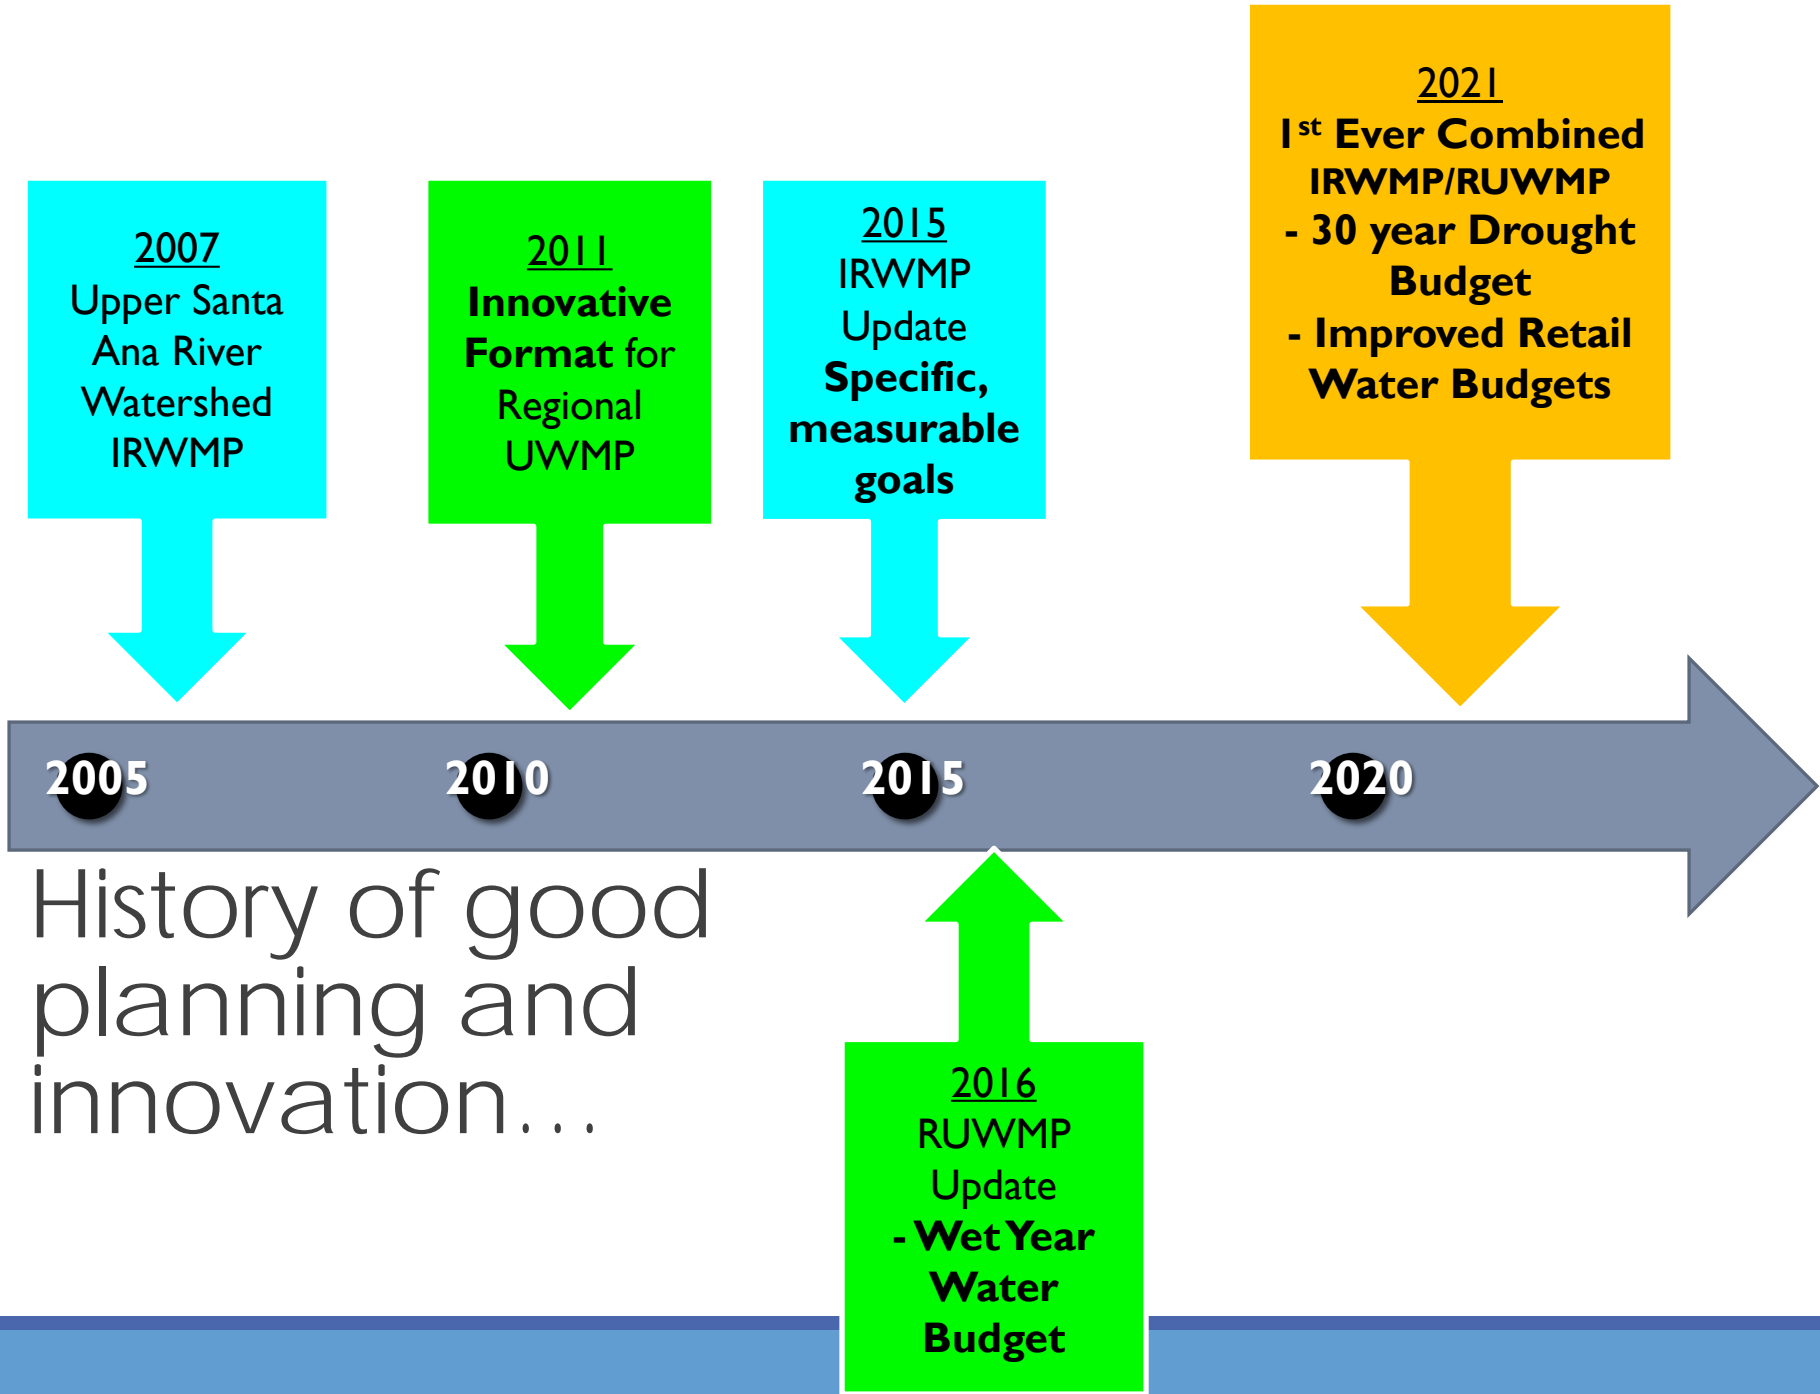 2007
Upper Santa
Ana River
Watershed
IRWMP
2011
Innovative
Format for
Regional
UWMP
2015
IRWMP
Update
Specific,
measurable
goals
2021
1st Ever Combined
IRWMP/RUWMP
- 30 year Drought
Budget
- Improved Retail
Water Budgets
2005
2010
2015
2020
History of good
planning and
innovation...
2016
RUWMP
Update
- Wet Year
Water
Budget